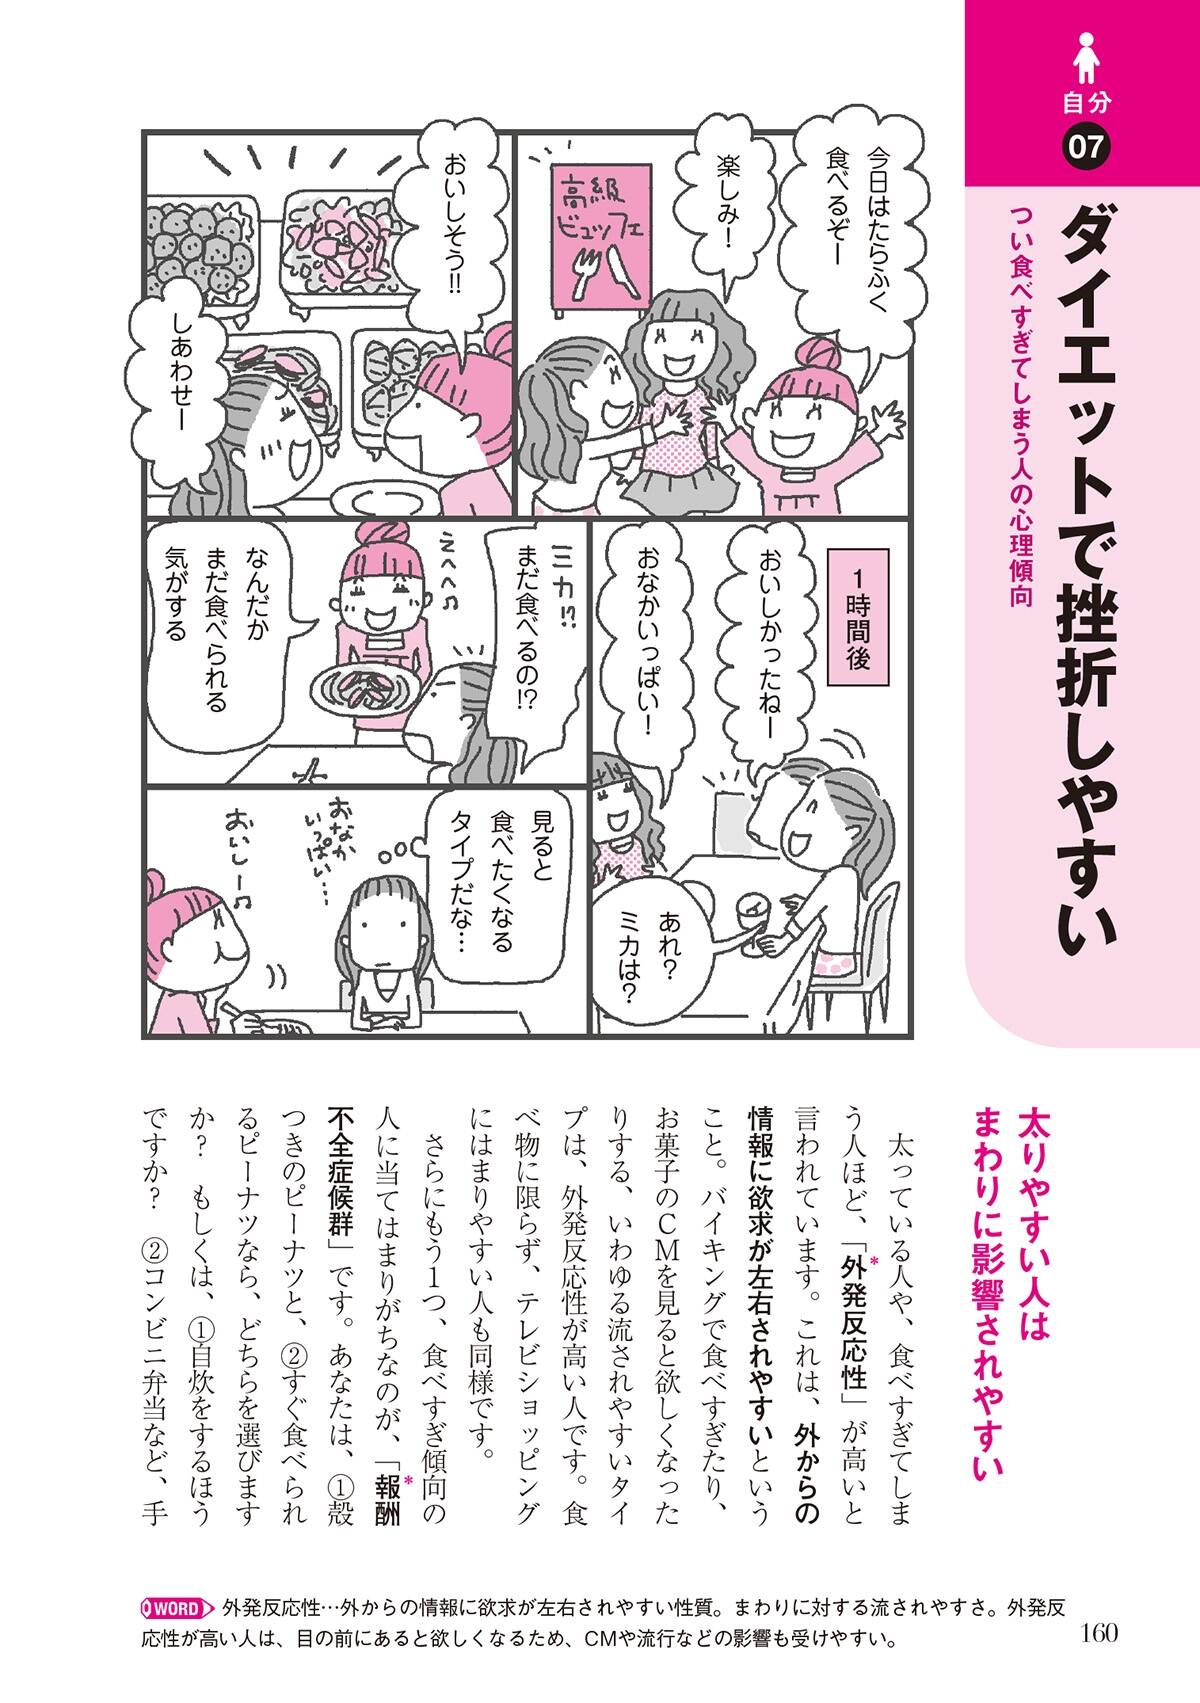 自分
07
ダイエットで挫折しやすい
つい食べすぎてしまう人の心理傾向
今日はたらふく
食べるぞー
楽しみ!
高級
ビュッフェ
おいしそう!!
しあわせー
1時間後
おいしかったねー
おなかいっぱい!
あれ?
ミカは?
ミカ!?
まだ食べるの!?
えへへ♫
なんだか
まだ食べられる
気がする
見ると
食べたくなる
タイプだな…
おなか
いっぱい…
おいしー♫
太りやすい人は
まわりに影響されやすい
太っている人や、食べすぎてしま
う人ほど、「外発反応性*」が高いと
言われています。これは、外からの
情報に欲求が左右されやすいという
こと。バイキングで食べすぎたり、
お菓子のCMを見ると欲しくなった
りする、いわゆる流されやすいタイ
プは、外発反応性が高い人です。食
べ物に限らず、テレビショッピング
にはまりやすい人も同様です。
さらにもう1つ、食べすぎ傾向の
人に当てはまりがちなのが、「報酬*
不全症候群」です。あなたは、①殻
つきのピーナツと、②すぐ食べられ
るピーナツなら、どちらを選びます
か? もしくは、①自炊をするほう
ですか? ②コンビニ弁当など、手
WORD 外発反応性…外からの情報に欲求が左右されやすい性質。まわりに対する流されやすさ。外発反
応性が高い人は、目の前にあると欲しくなるため、CMや流行などの影響も受けやすい。
160